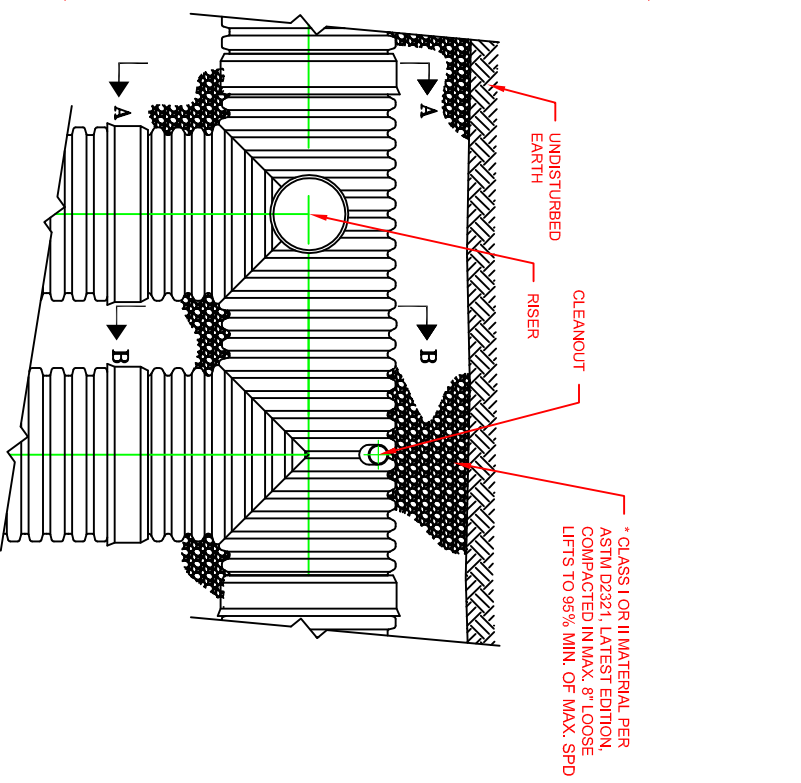 * CLASS I OR II MATERIAL PER
ASTM D2321, LATEST EDITION,
COMPACTED IN MAX. 8" LOOSE
LIFTS TO 95% MIN. OF MAX. SPD
CLEANOUT
RISER
UNDISTURBED
EARTH
A
B
A
B